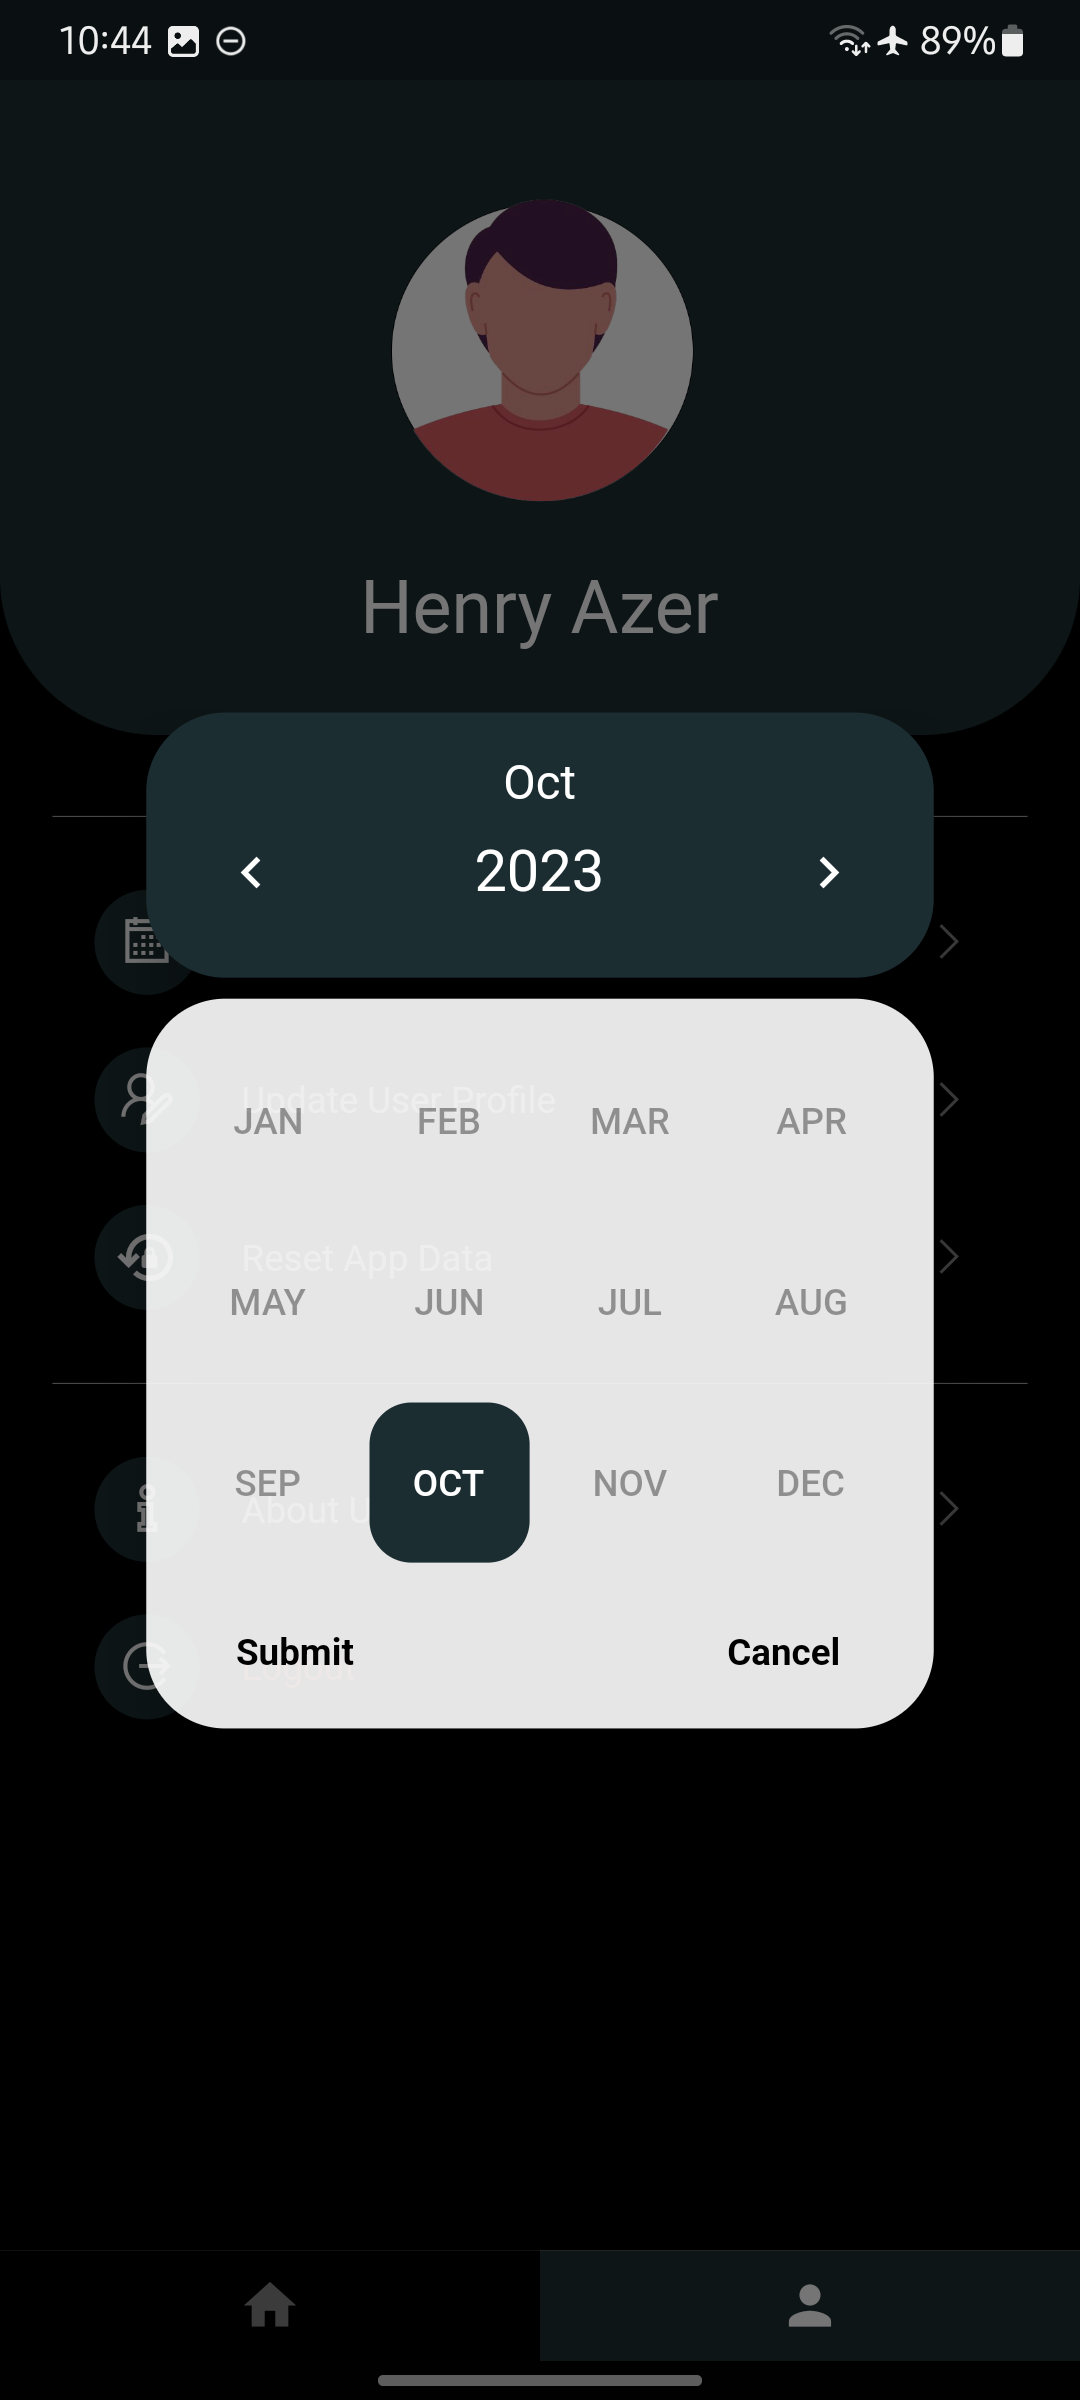 10:44 89%
Henry Azer
Oct
2023
Update User Profile
JAN FEB MAR APR
Reset App Data
MAY JUN JUL AUG
SEP OCT NOV DEC
About U
Submit Cancel
Logout